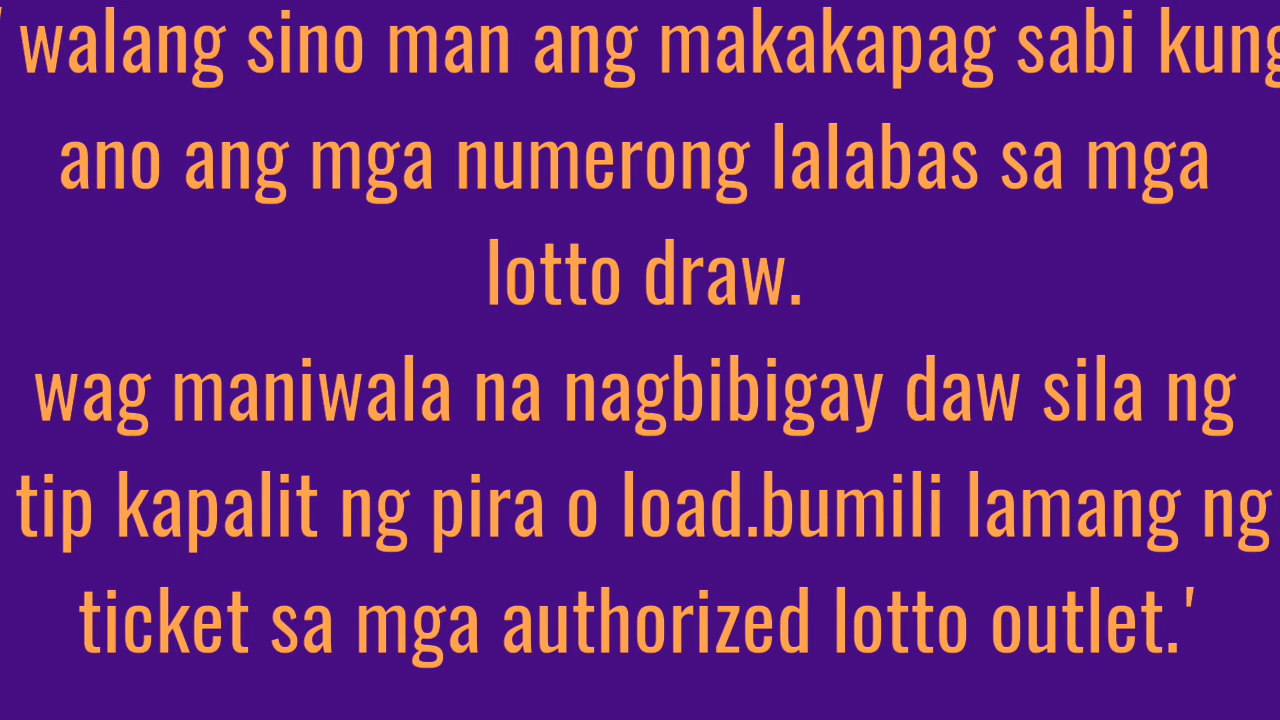 ' walang sino man ang makakapag sabi kung
ano ang mga numerong lalabas sa mga
lotto draw.
wag maniwala na nagbibigay daw sila ng
tip kapalit ng pira o load.bumili lamang ng
ticket sa mga authorized lotto outlet.'